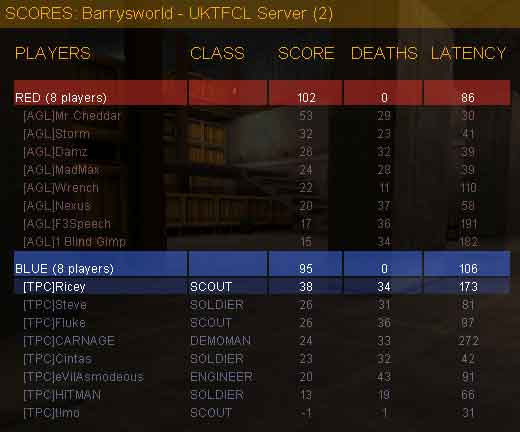 SCORES: Barrysworld - UKTFCL Server (2)
PLAYERS CLASS SCORE DEATHS LATENCY
RED (8 players) 102 0 86
[AGL]Mr Cheddar 53 29 30
[AGL]Storm 32 23 41
[AGL]Damz 26 32 39
[AGL]MadMax 24 28 39
[AGL]Wrench 22 11 110
[AGL]Nexus 20 37 58
[AGL]F3Speech 17 36 191
[AGL]1 Blind Gimp 15 34 182
BLUE (8 players) 95 0 106
[TPC]Ricey SCOUT 38 34 173
[TPC]Steve SOLDIER 26 31 81
[TPC]Fluke SCOUT 26 36 97
[TPC]CARNAGE DEMOMAN 24 33 272
[TPC]Cintas SOLDIER 23 32 42
[TPC]eVilAsmodeous ENGINEER 20 43 91
[TPC]HITMAN SOLDIER 13 19 66
[TPC]t!mo SCOUT -1 1 31